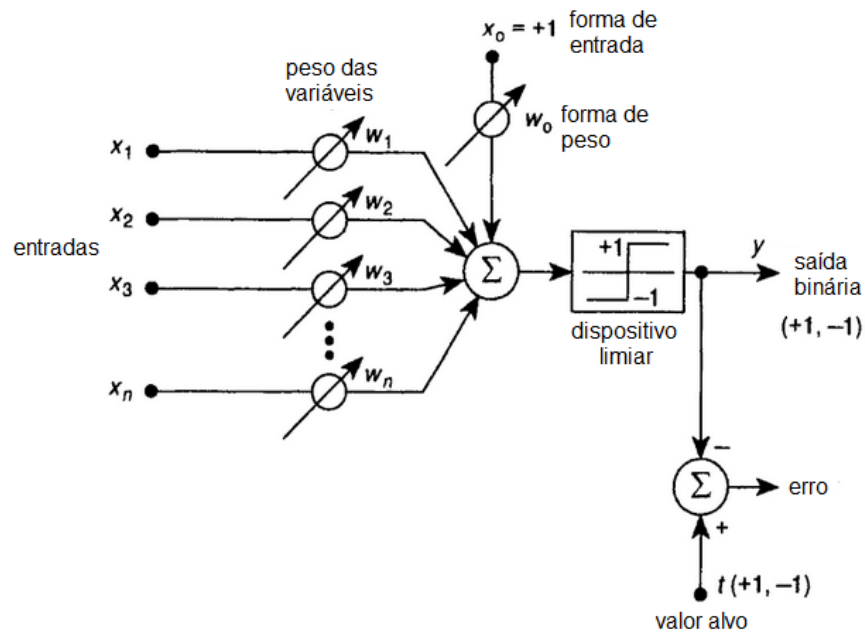 x₀ = +1 forma de
entrada
peso das
variáveis
w₀ forma de
peso
x₁ w₁
x₂ w₂
entradas
x₃ w₃
xₙ wₙ
Σ
+1
−1
dispositivo
limiar
y
saída
binária
(+1, −1)
−
Σ erro
+
t (+1, −1)
valor alvo